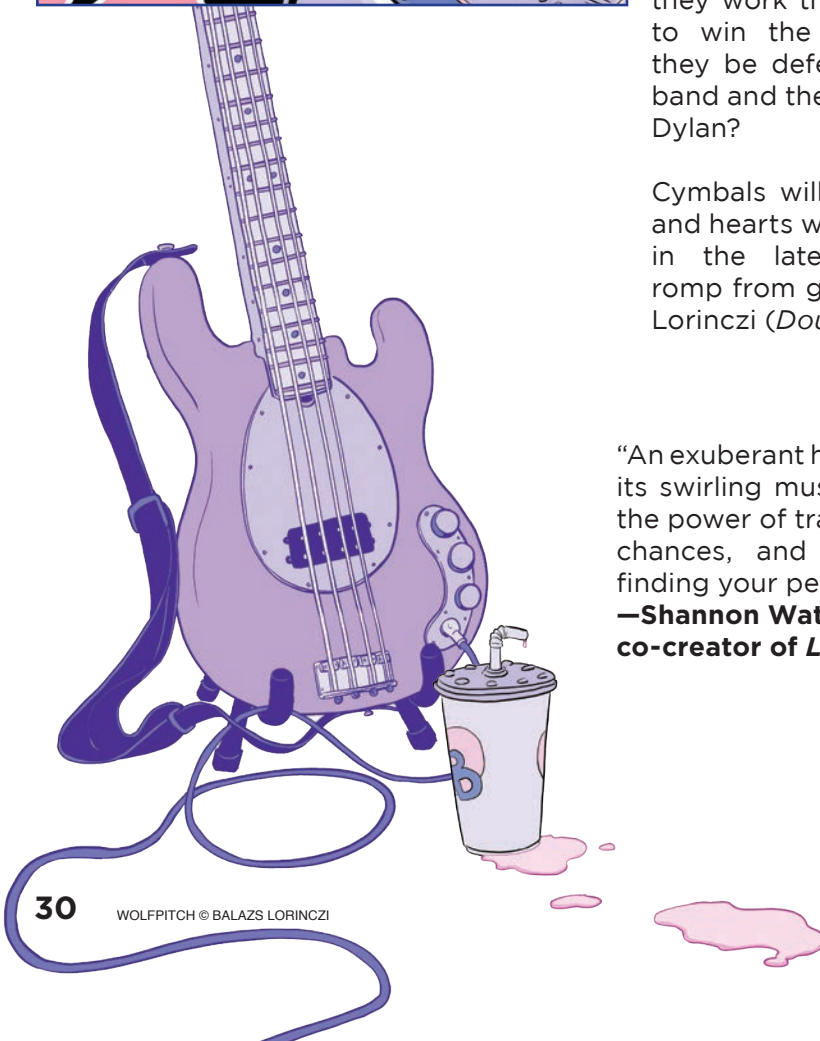 they work th
to win the
they be defe
band and the
Dylan?
Cymbals will
and hearts w
in the late
romp from g
Lorinczi (Dou
“An exuberant h
its swirling mus
the power of tra
chances, and
finding your pe
—Shannon Wat
co-creator of L
B
30 WOLFPITCH © BALAZS LORINCZI